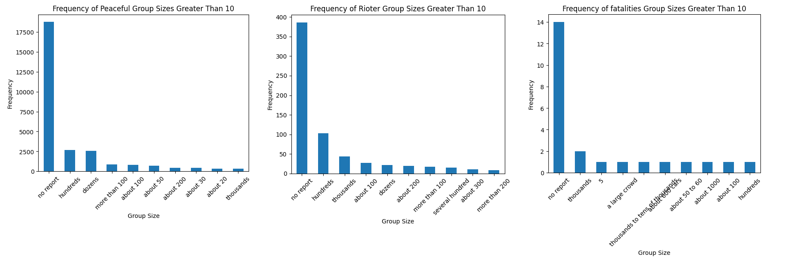 Frequency of Peaceful Group Sizes Greater Than 10
Frequency
17500
15000
12500
10000
7500
5000
2500
0
no report
hundreds
dozens
more than 100
about 100
about 50
about 200
about 30
about 20
thousands
Group Size
Frequency of Rioter Group Sizes Greater Than 10
Frequency
400
350
300
250
200
150
100
50
0
no report
hundreds
thousands
about 100
dozens
about 200
more than 100
several hundred
about 300
more than 200
Group Size
Frequency of fatalities Group Sizes Greater Than 10
Frequency
14
12
10
8
6
4
2
0
no report
thousands
5
a large crowd
thousands to tens of thousands
about 50 to 60
about 1000
about 100
hundreds
Group Size